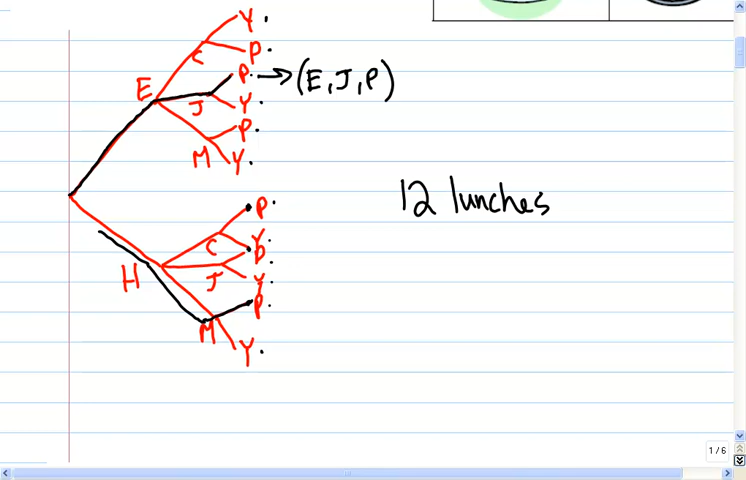 Y.
C
P.
E
P. → (E, J, P)
J
Y.
P.
M
Y.
12 lunches
P.
C
Y.
P.
H
J
Y.
P.
M
Y.
1 / 6